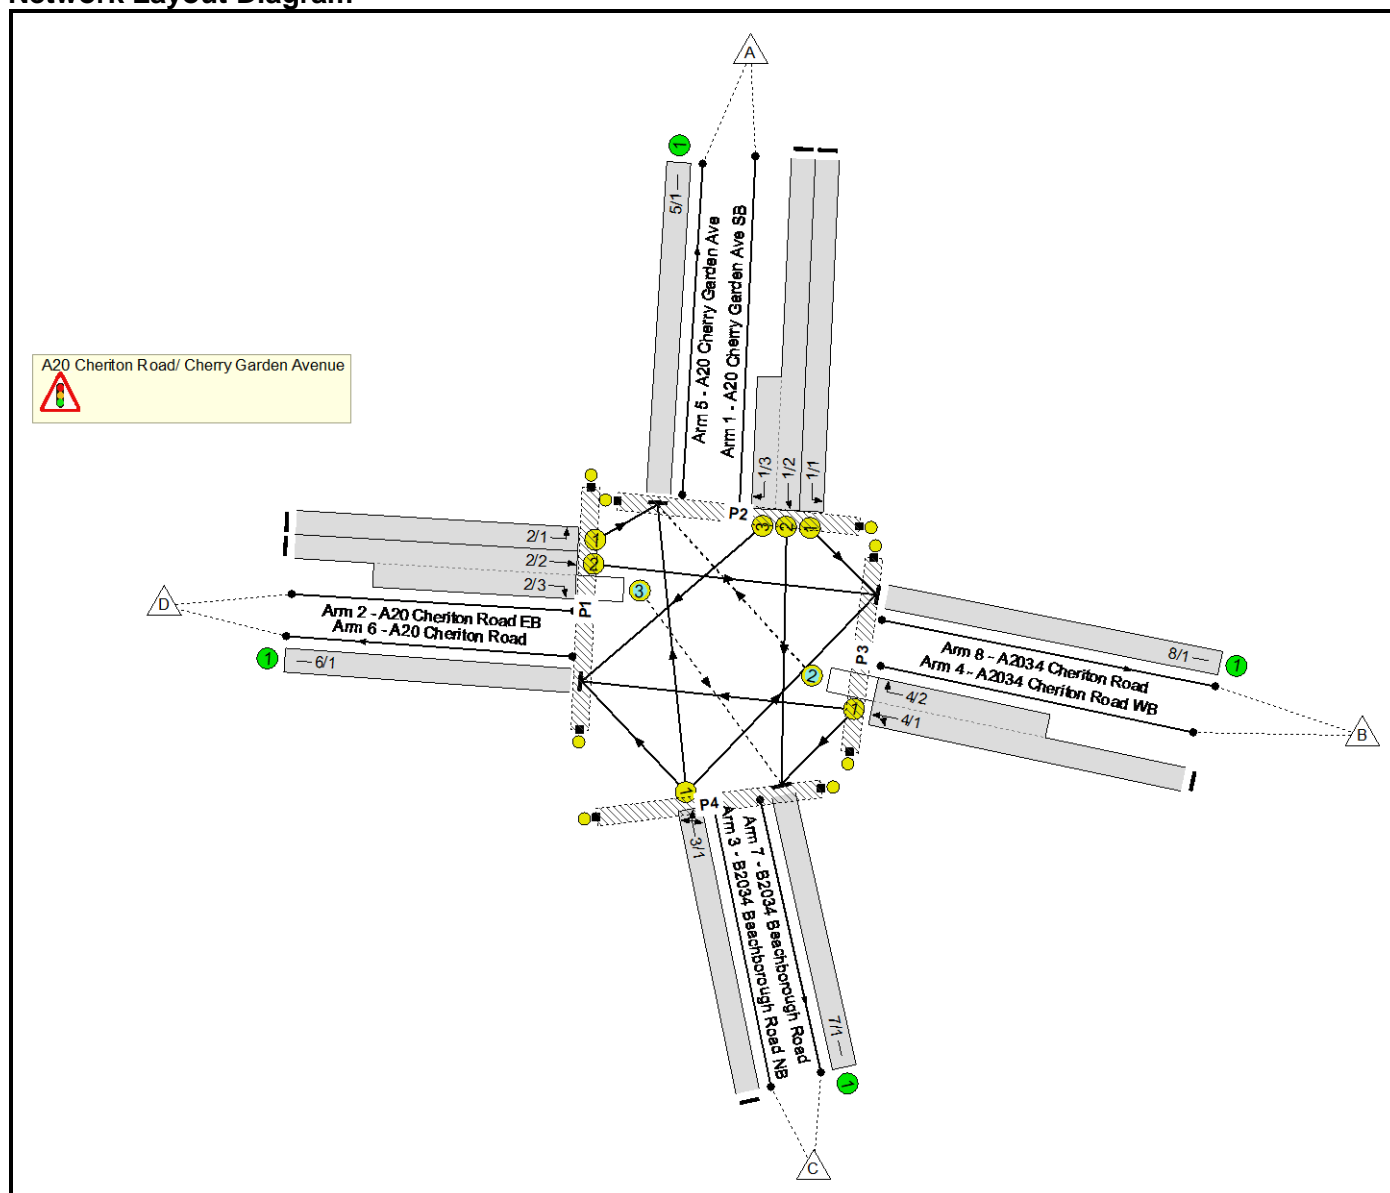 Network Layout Diagram
A
1
5/1
Arm 5 - A20 Cherry Garden Ave
Arm 1 - A20 Cherry Garden Ave SB
A20 Cheriton Road/ Cherry Garden Avenue
1/3
1/2
1/1
P2
3
2
1
2/1
1
2/2
2
2/3
3
D
P1
Arm 2 - A20 Cheriton Road EB
Arm 6 - A20 Cheriton Road
1
6/1
P3
8/1
1
Arm 8 - A2034 Cheriton Road
Arm 4 - A2034 Cheriton Road WB
2
4/2
1
4/1
B
1
P4
3/1
Arm 7 - B2034 Beachborough Road
Arm 3 - B2034 Beachborough Road NB
7/1
1
C